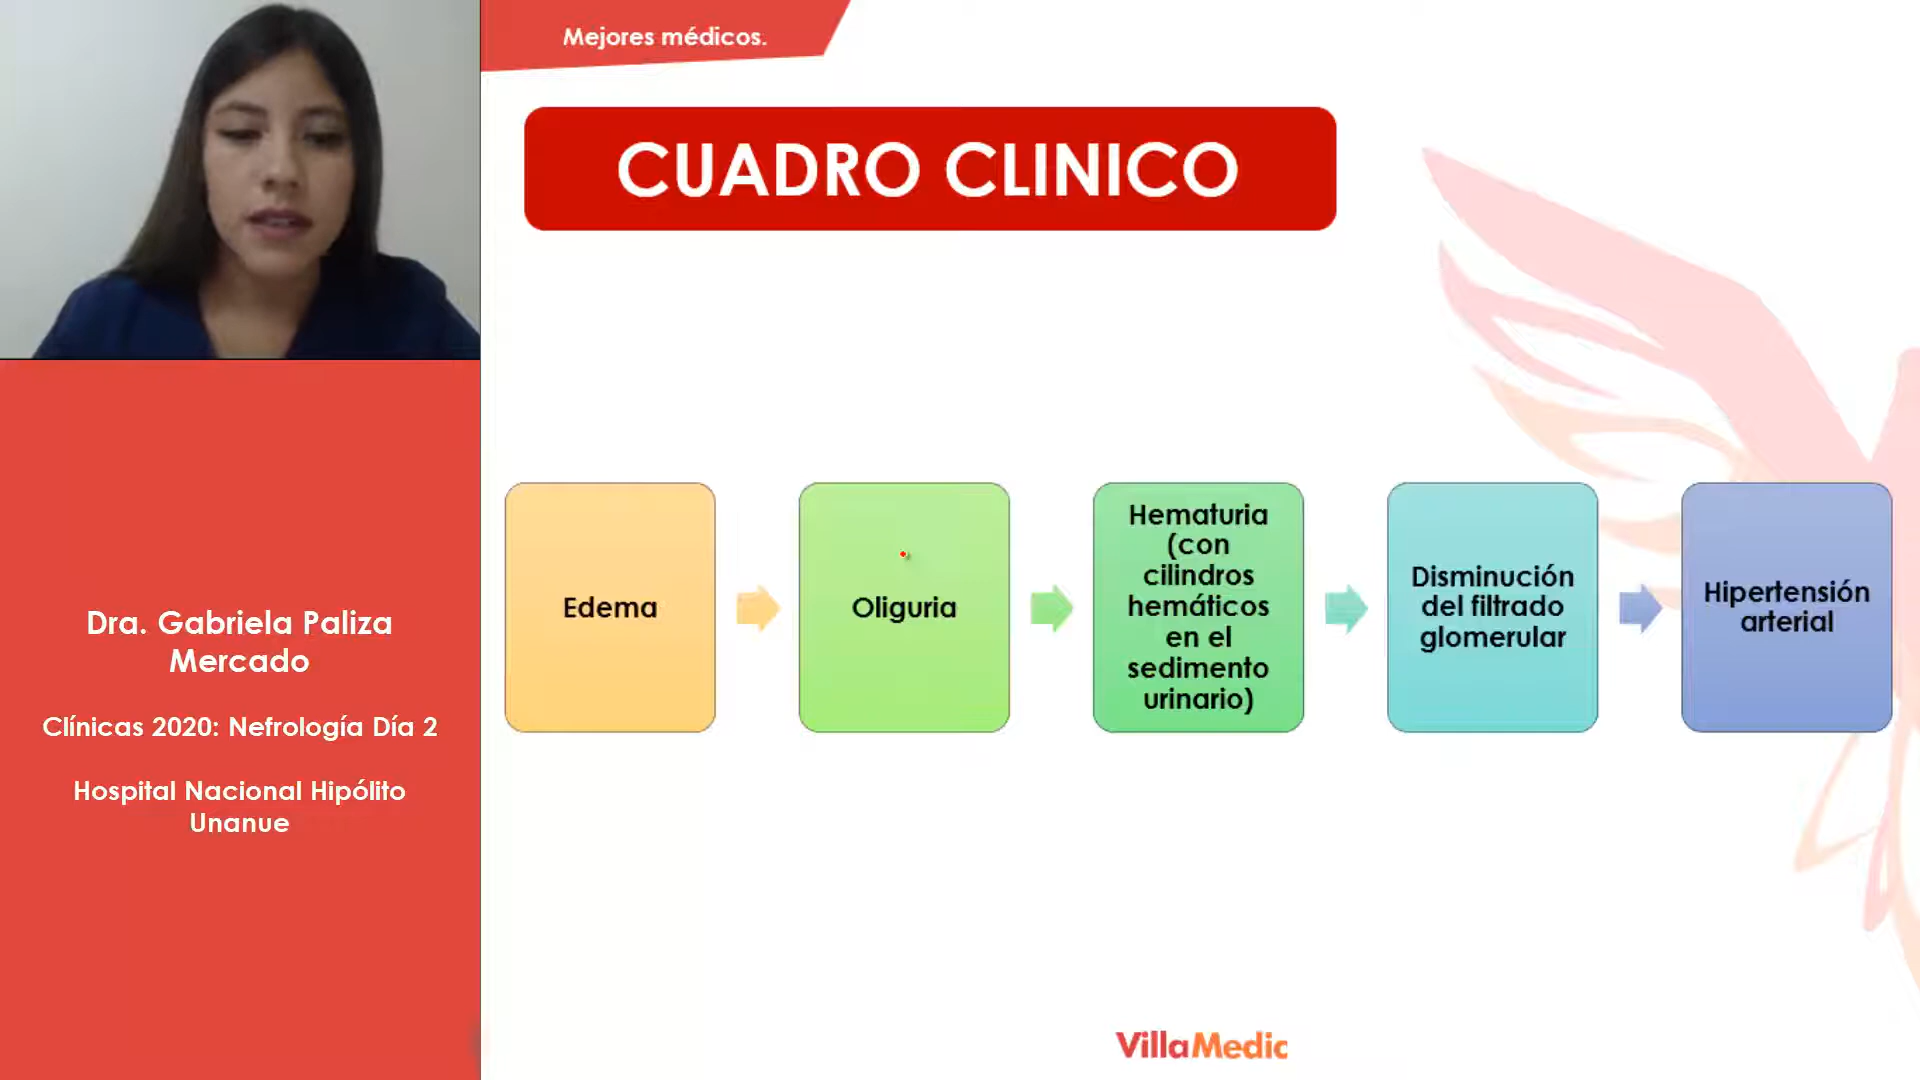 Mejores médicos.
CUADRO CLINICO
Edema
Oliguria
Hematuria
(con
cilindros
hemáticos
en el
sedimento
urinario)
Disminución
del filtrado
glomerular
Hipertensión
arterial
Dra. Gabriela Paliza
Mercado
Clínicas 2020: Nefrología Día 2
Hospital Nacional Hipólito
Unanue
VillaMedic